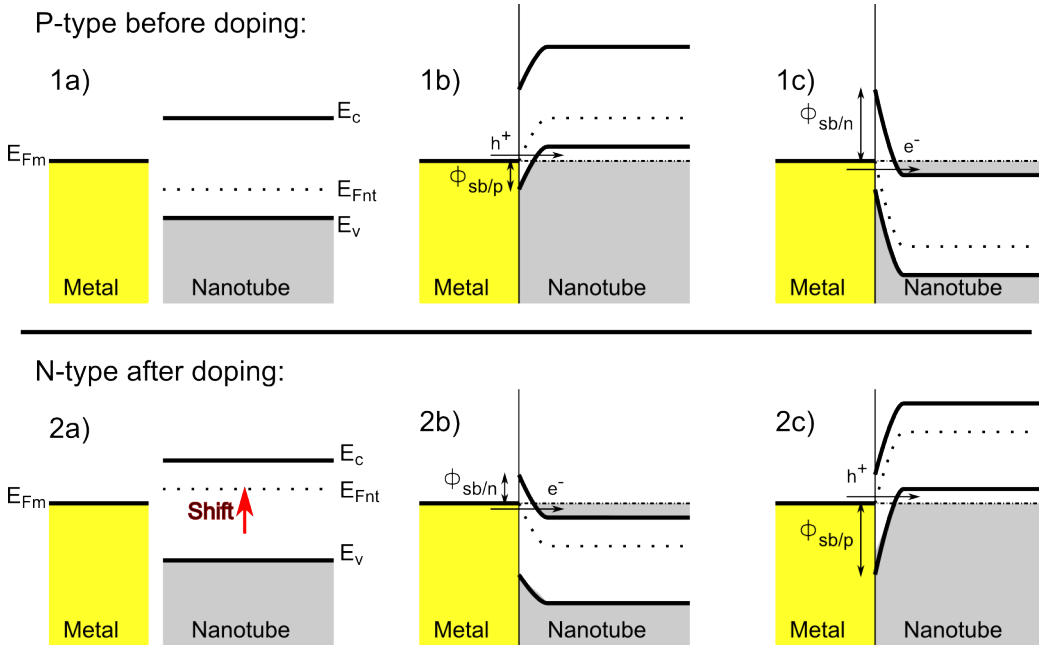 P-type before doping:
1a)
1b)
1c)
E_c
E_Fm
E_Fnt
E_v
Metal
Nanotube
h⁺
Φ_sb/p
Metal
Nanotube
Φ_sb/n
e⁻
Metal
Nanotube
N-type after doping:
2a)
2b)
2c)
E_c
E_Fm
E_Fnt
Shift
E_v
Metal
Nanotube
Φ_sb/n
e⁻
Metal
Nanotube
h⁺
Φ_sb/p
Metal
Nanotube